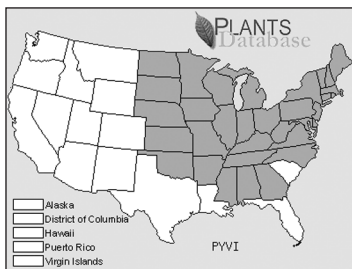 PLANTS
Database
Alaska
District of Columbia
Hawaii
Puerto Rico
Virgin Islands
PYVI